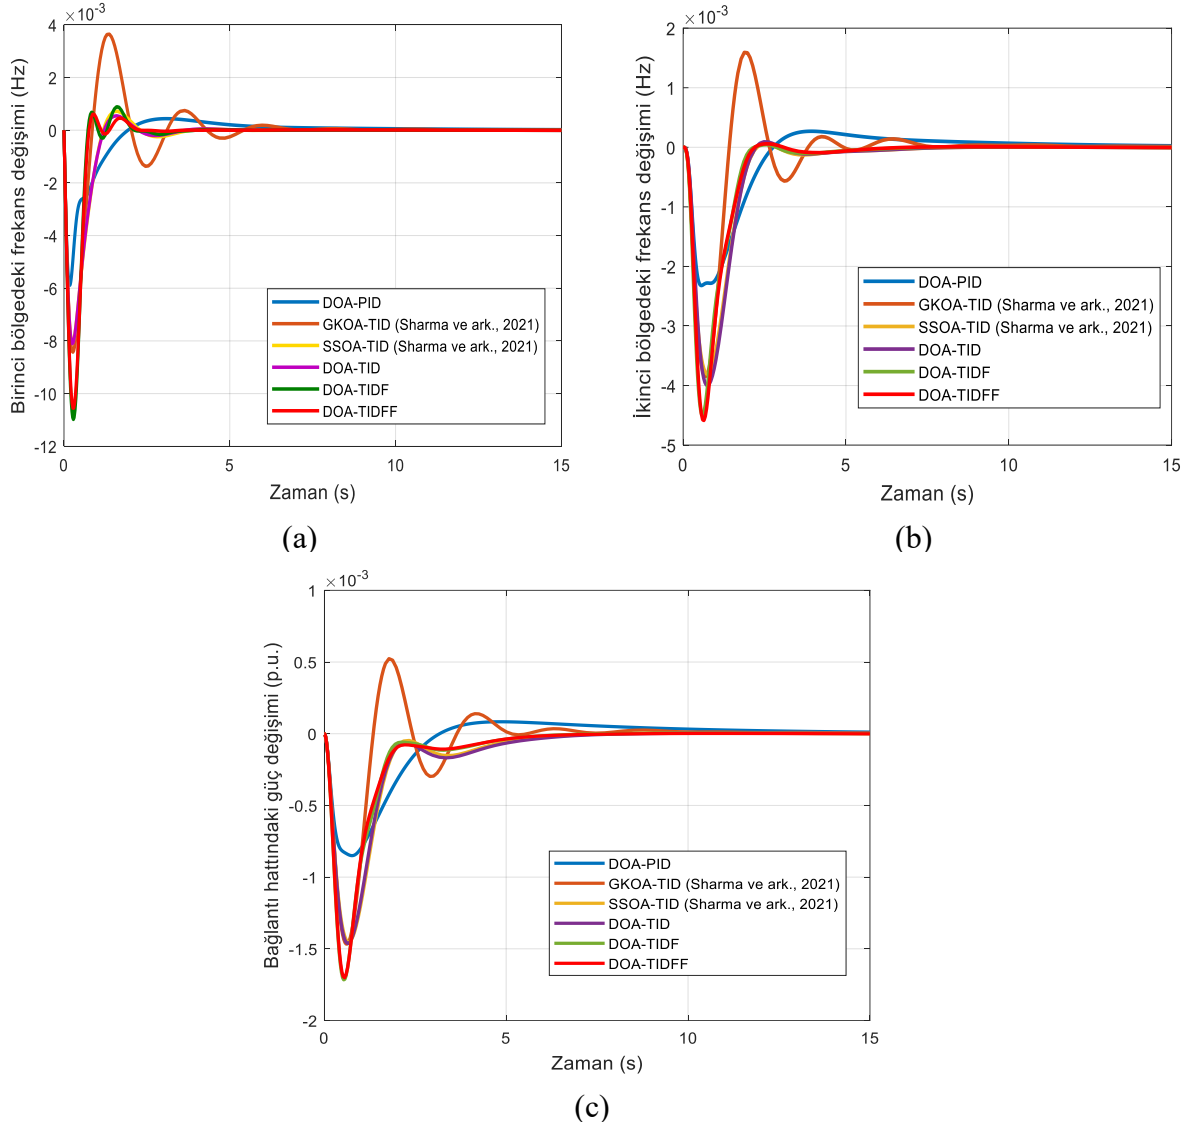 ×10-3
4
2
0
-2
-4
-6
-8
-10
-12
0
5
10
15
Birinci bölgedeki frekans değişimi (Hz)
Zaman (s)
DOA-PID
GKOA-TID (Sharma ve ark., 2021)
SSOA-TID (Sharma ve ark., 2021)
DOA-TID
DOA-TIDF
DOA-TIDFF
(a)
×10-3
2
1
0
-1
-2
-3
-4
-5
0
5
10
15
İkinci bölgedeki frekans değişimi (Hz)
Zaman (s)
DOA-PID
GKOA-TID (Sharma ve ark., 2021)
SSOA-TID (Sharma ve ark., 2021)
DOA-TID
DOA-TIDF
DOA-TIDFF
(b)
×10-3
1
0.5
0
-0.5
-1
-1.5
-2
0
5
10
15
Bağlantı hattındaki güç değişimi (p.u.)
Zaman (s)
DOA-PID
GKOA-TID (Sharma ve ark., 2021)
SSOA-TID (Sharma ve ark., 2021)
DOA-TID
DOA-TIDF
DOA-TIDFF
(c)